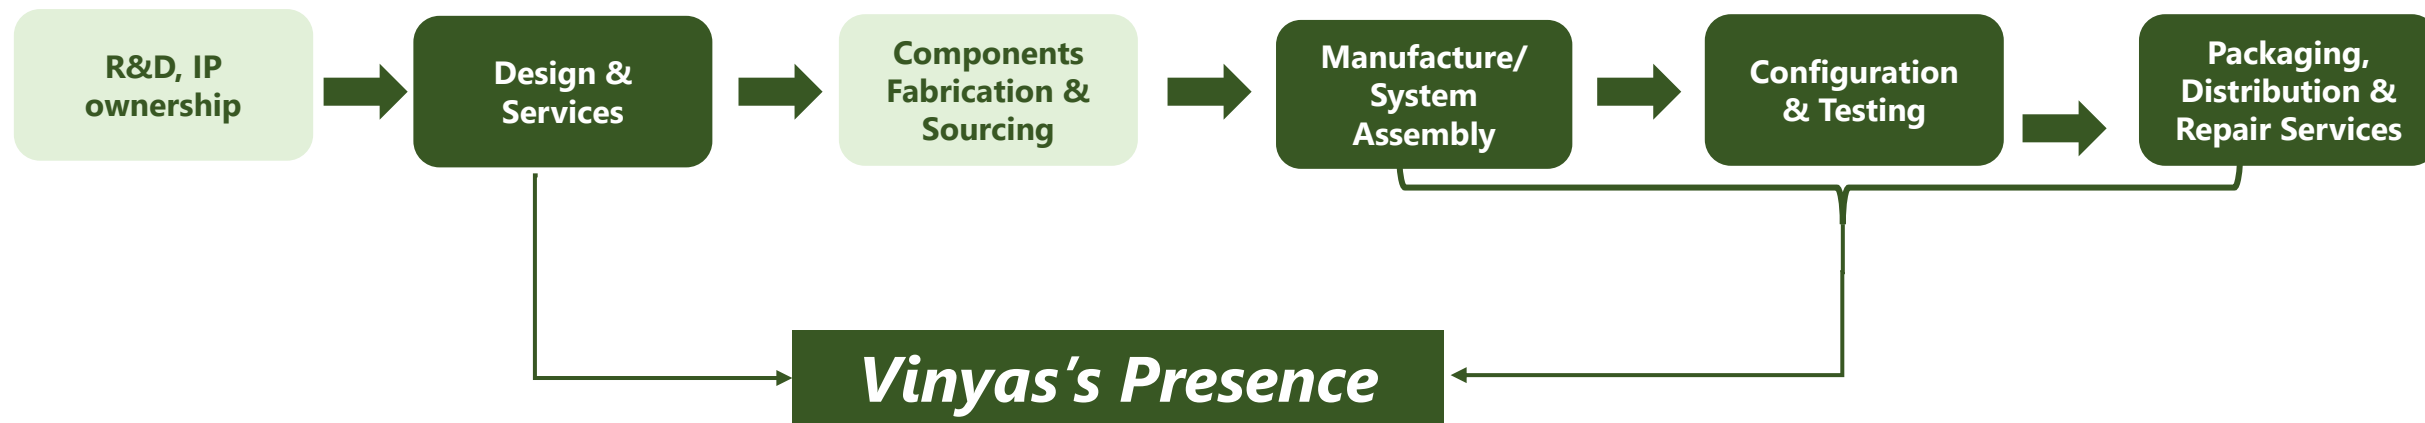 R&D, IP
ownership
Design &
Services
Components
Fabrication &
Sourcing
Manufacture/
System
Assembly
Configuration
& Testing
Packaging,
Distribution &
Repair Services
Vinyas’s Presence